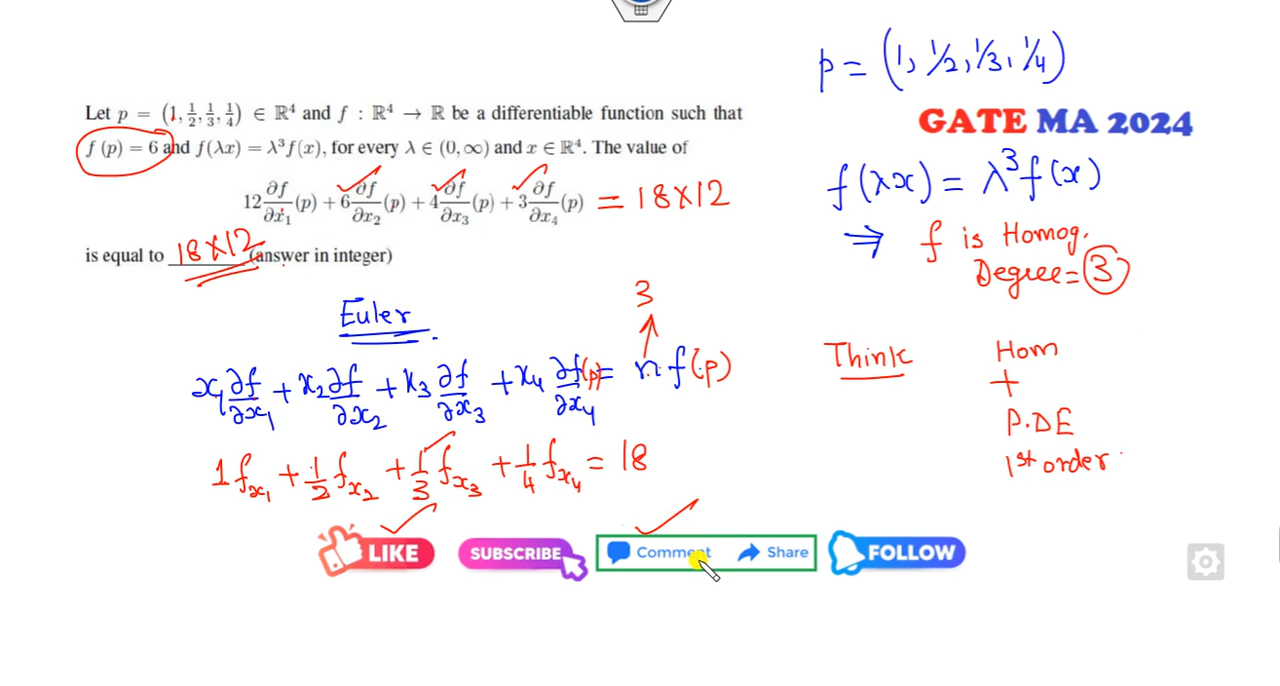 p = (1, 1/2, 1/3, 1/4)
Let p = (1, 1/2, 1/3, 1/4) ∈ ℝ⁴ and f : ℝ⁴ → ℝ be a differentiable function such that
GATE MA 2024
f (p) = 6 and f(λx) = λ³f(x), for every λ ∈ (0, ∞) and x ∈ ℝ⁴. The value of
f(λx) = λ³f(x)
12 ∂f/∂x₁ (p) + 6 ∂f/∂x₂ (p) + 4 ∂f/∂x₃ (p) + 3 ∂f/∂x₄ (p) = 18×12
⇒ f is Homog.
is equal to 18×12 (answer in integer)
Degree = 3
Euler
3
x₁ ∂f/∂x₁ + x₂ ∂f/∂x₂ + x₃ ∂f/∂x₃ + x₄ ∂f/∂x₄ (p) = n f(p)
Think
Hom
+
P.DE
1st order.
1 fx₁ + 1/2 fx₂ + 1/3 fx₃ + 1/4 fx₄ = 18
LIKE SUBSCRIBE Comment Share FOLLOW